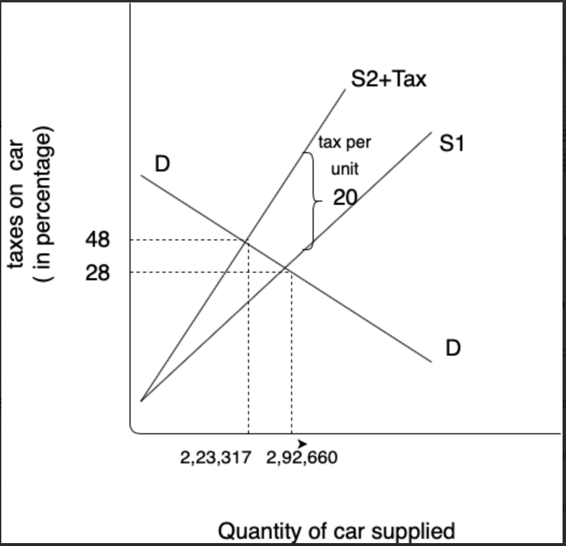 S2+Tax
tax per
unit
20
S1
D
taxes on car
( in percentage)
48
28
D
2,23,317 2,92,660
Quantity of car supplied